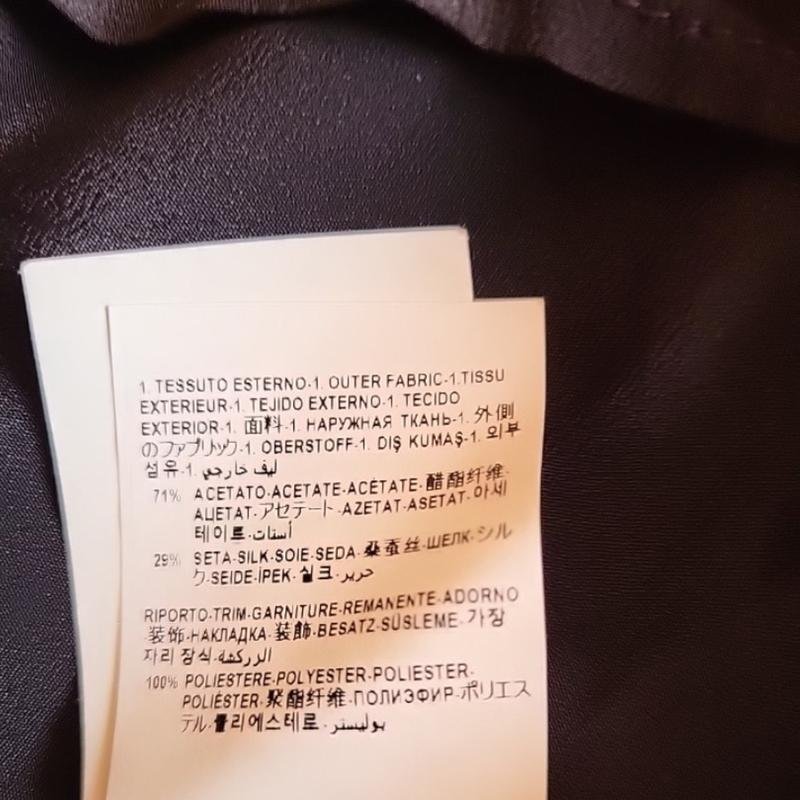 1. TESSUTO ESTERNO-1. OUTER FABRIC-1.TISSU
EXTERIEUR-1. TEJIDO EXTERNO-1. TECIDO
EXTERIOR-1. 面料-1. НАРУЖНАЯ ТКАНЬ-1. 外側
のファブリック-1. OBERSTOFF-1. DIŞ KUMAŞ-1. 외부
섬유-1. ليف خارجي
71% ACETATO-ACETATE-ACÉTATE-醋酯纤维-
АЦЕТАТ-アセテート-AZETAT-ASETAT-아세
테이트-أستات
29% SETA-SILK-SOIE-SEDA-桑蚕丝-ШЕЛК-シル
ク-SEIDE-İPEK-실크-حرير
RIPORTO-TRIM-GARNITURE-REMANENTE-ADORNO
-装饰-НАКЛАДКА-装飾-BESATZ-SÜSLEME-가장
자리 장식-الزركشة
100% POLIESTERE-POLYESTER-POLIESTER-
POLIÉSTER-聚酯纤维-ПОЛИЭФИР-ポリエス
テル-폴리에스테르-بوليستر